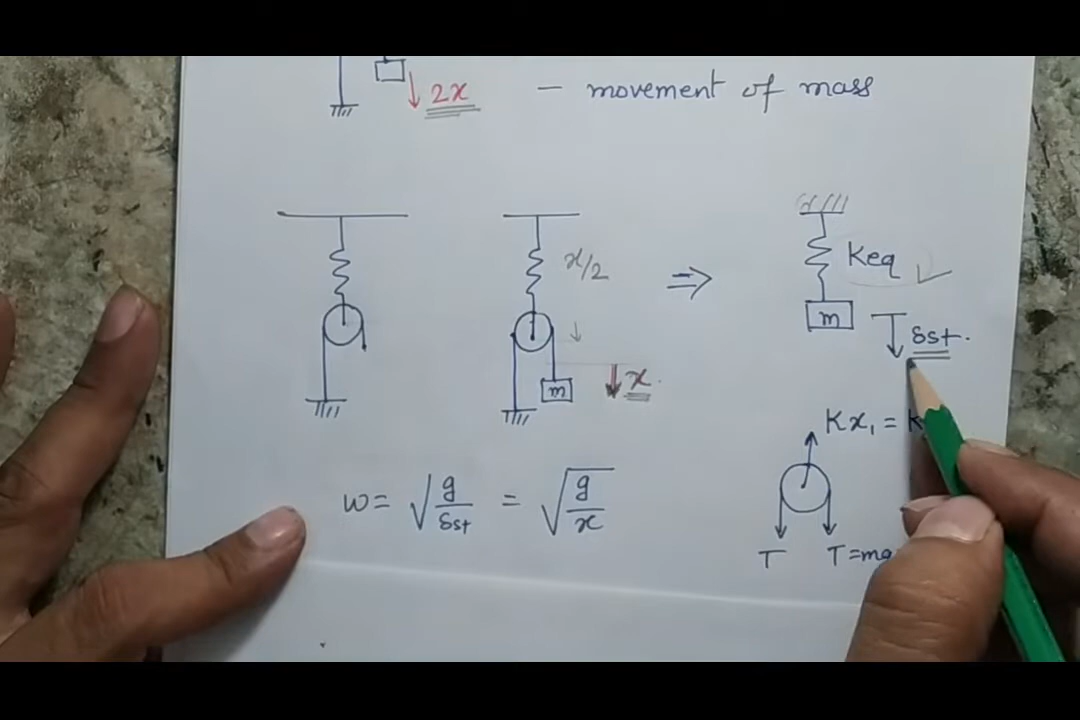 2x
— movement of mass
x/2
⇒
Keq
m
δst.
m
x.
Kx₁ =
ω = √(g/δst) = √(g/x)
T
T=mg